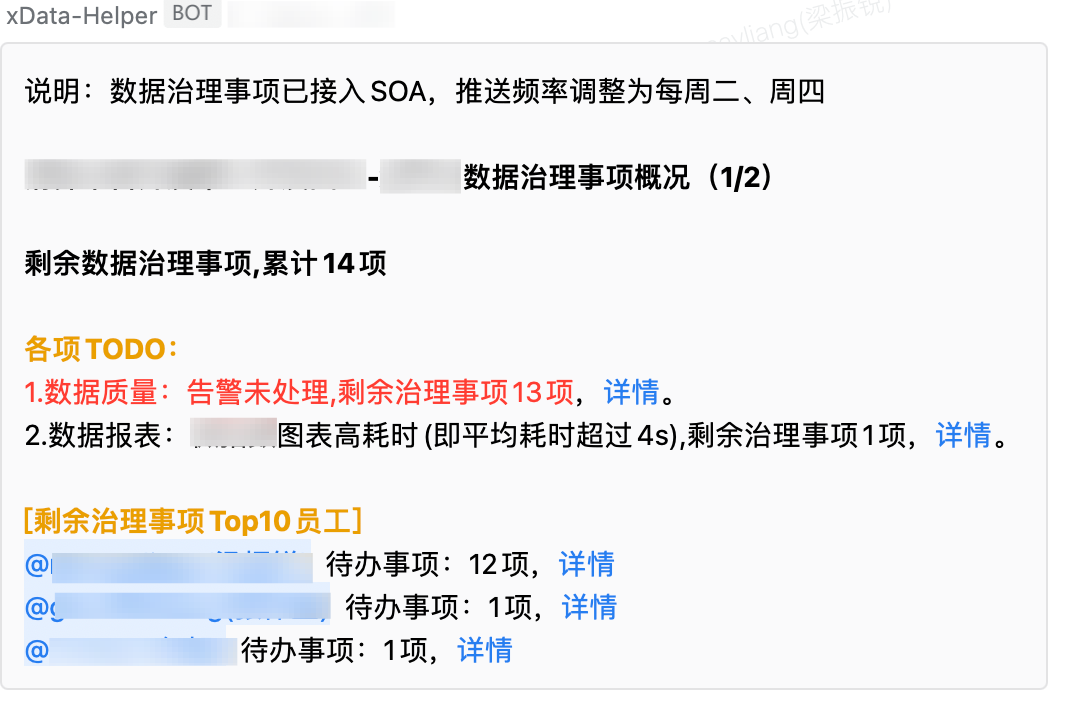 xData-Helper BOT
liang(梁振锐)
说明：数据治理事项已接入SOA，推送频率调整为每周二、周四
-数据治理事项概况（1/2）
剩余数据治理事项,累计14项
各项TODO：
1.数据质量：告警未处理,剩余治理事项13项，详情。
2.数据报表：图表高耗时(即平均耗时超过4s),剩余治理事项1项，详情。
[剩余治理事项Top10员工]
@ 待办事项：12项，详情
@g 待办事项：1项，详情
@ 待办事项：1项，详情